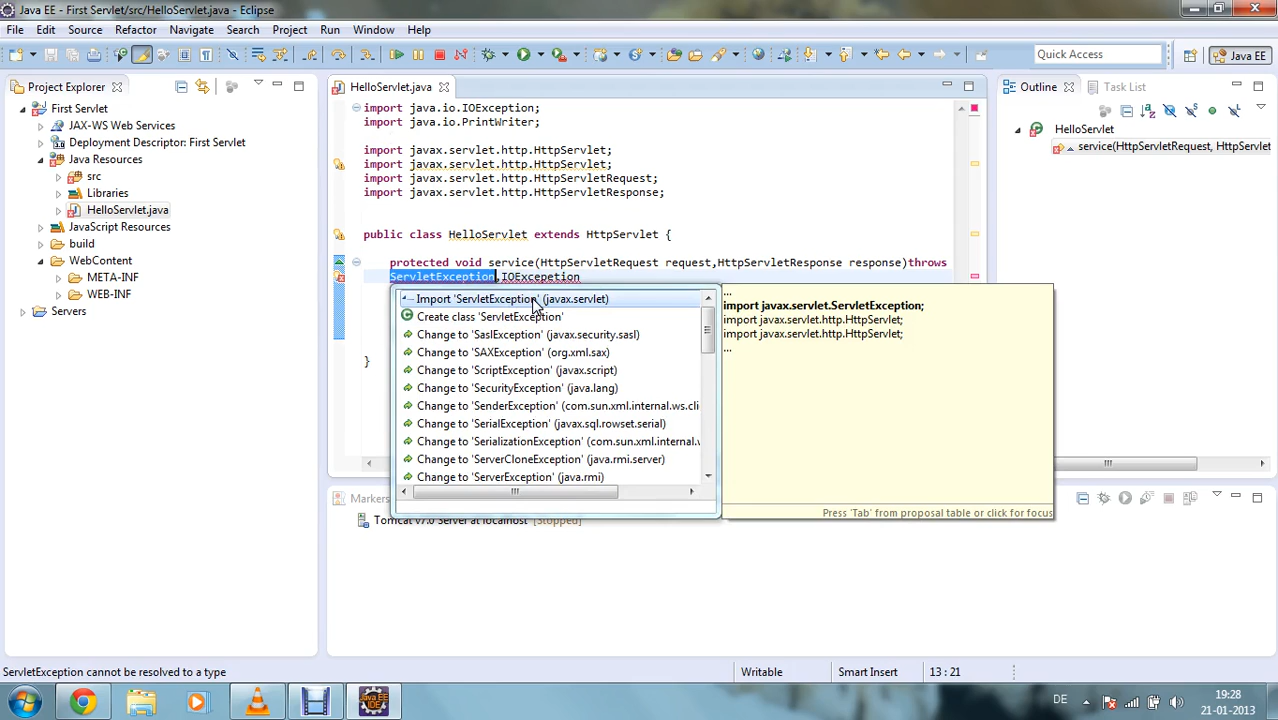 Java EE - First Servlet/src/HelloServlet.java - Eclipse
File Edit Source Refactor Navigate Search Project Run Window Help
Quick Access
Java EE
Project Explorer
First Servlet
JAX-WS Web Services
Deployment Descriptor: First Servlet
Java Resources
src
Libraries
HelloServlet.java
JavaScript Resources
build
WebContent
META-INF
WEB-INF
Servers
HelloServlet.java
import java.io.IOException;
import java.io.PrintWriter;
import javax.servlet.http.HttpServlet;
import javax.servlet.http.HttpServlet;
import javax.servlet.http.HttpServletRequest;
import javax.servlet.http.HttpServletResponse;
public class HelloServlet extends HttpServlet {
protected void service(HttpServletRequest request,HttpServletResponse response)throws
ServletException,IOExcepetion
}
Import 'ServletException' (javax.servlet)
Create class 'ServletException'
Change to 'SaslException' (javax.security.sasl)
Change to 'SAXException' (org.xml.sax)
Change to 'ScriptException' (javax.script)
Change to 'SecurityException' (java.lang)
Change to 'SenderException' (com.sun.xml.internal.ws.cli
Change to 'SerialException' (javax.sql.rowset.serial)
Change to 'SerializationException' (com.sun.xml.internal.
Change to 'ServerCloneException' (java.rmi.server)
Change to 'ServerException' (java.rmi)
...
import javax.servlet.ServletException;
import javax.servlet.http.HttpServlet;
import javax.servlet.http.HttpServlet;
...
Press 'Tab' from proposal table or click for focus
Outline
Task List
HelloServlet
service(HttpServletRequest, HttpServlet
Markers
Tomcat v7.0 Server at localhost [Stopped]
ServletException cannot be resolved to a type
Writable
Smart Insert
13 : 21
Java EE IDE
DE
19:28
21-01-2013